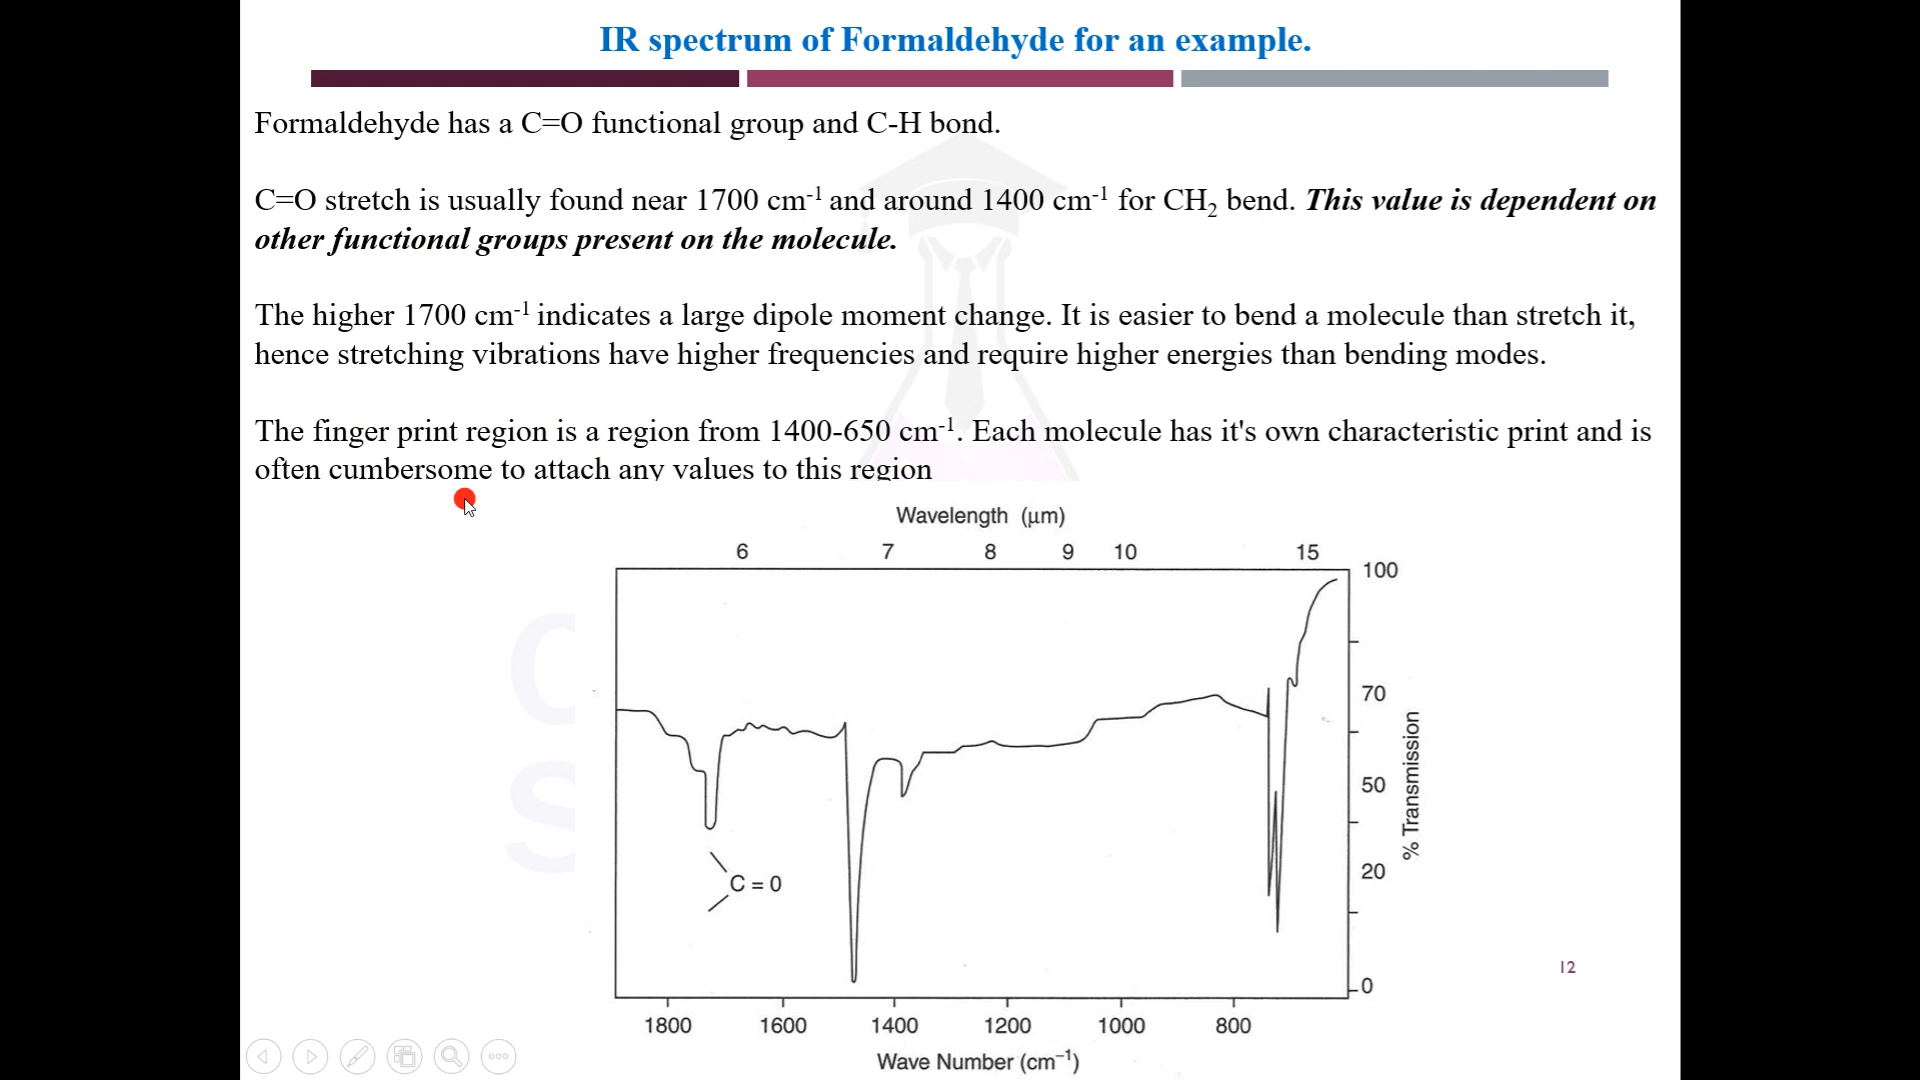 IR spectrum of Formaldehyde for an example.
Formaldehyde has a C=O functional group and C-H bond.
C=O stretch is usually found near 1700 cm⁻¹ and around 1400 cm⁻¹ for CH₂ bend. This value is dependent on
other functional groups present on the molecule.
The higher 1700 cm⁻¹ indicates a large dipole moment change. It is easier to bend a molecule than stretch it,
hence stretching vibrations have higher frequencies and require higher energies than bending modes.
The finger print region is a region from 1400-650 cm⁻¹. Each molecule has it's own characteristic print and is
often cumbersome to attach any values to this region
Wavelength (μm)
6 7 8 9 10 15
100
70
50
20
0
% Transmission
C = 0
C
S
1800 1600 1400 1200 1000 800
Wave Number (cm⁻¹)
12